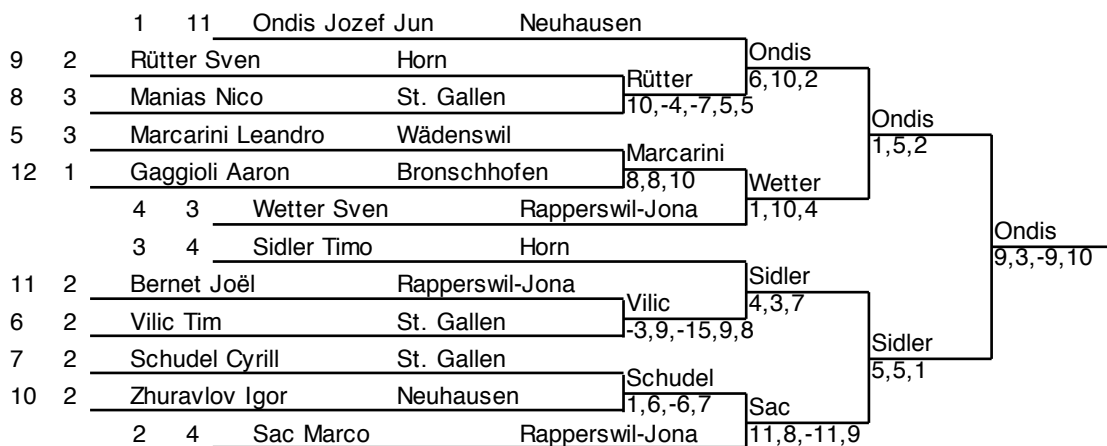 1 11 Ondis Jozef Jun Neuhausen
Ondis
9 2 Rütter Sven Horn
6,10,2
Rütter
8 3 Manias Nico St. Gallen
10,-4,-7,5,5
Ondis
5 3 Marcarini Leandro Wädenswil
1,5,2
Marcarini
12 1 Gaggioli Aaron Bronschhofen
8,8,10
Wetter
4 3 Wetter Sven Rapperswil-Jona
1,10,4
Ondis
3 4 Sidler Timo Horn
9,3,-9,10
Sidler
11 2 Bernet Joël Rapperswil-Jona
4,3,7
Vilic
6 2 Vilic Tim St. Gallen
-3,9,-15,9,8
Sidler
7 2 Schudel Cyrill St. Gallen
5,5,1
Schudel
10 2 Zhuravlov Igor Neuhausen
1,6,-6,7
Sac
2 4 Sac Marco Rapperswil-Jona
11,8,-11,9